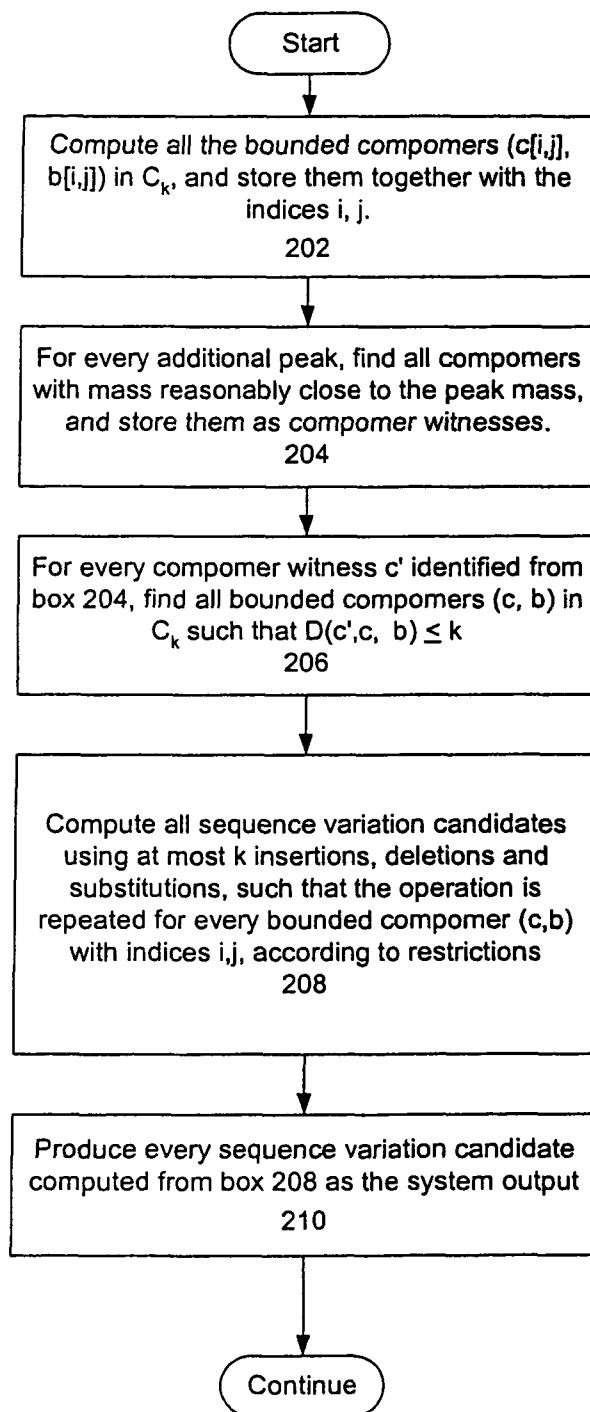 Start
Compute all the bounded compomers (c[i,j],
b[i,j]) in Cₖ, and store them together with the
indices i, j.
202
For every additional peak, find all compomers
with mass reasonably close to the peak mass,
and store them as compomer witnesses.
204
For every compomer witness c' identified from
box 204, find all bounded compomers (c, b) in
Cₖ such that D(c',c, b) ≤ k
206
Compute all sequence variation candidates
using at most k insertions, deletions and
substitutions, such that the operation is
repeated for every bounded compomer (c,b)
with indices i,j, according to restrictions
208
Produce every sequence variation candidate
computed from box 208 as the system output
210
Continue